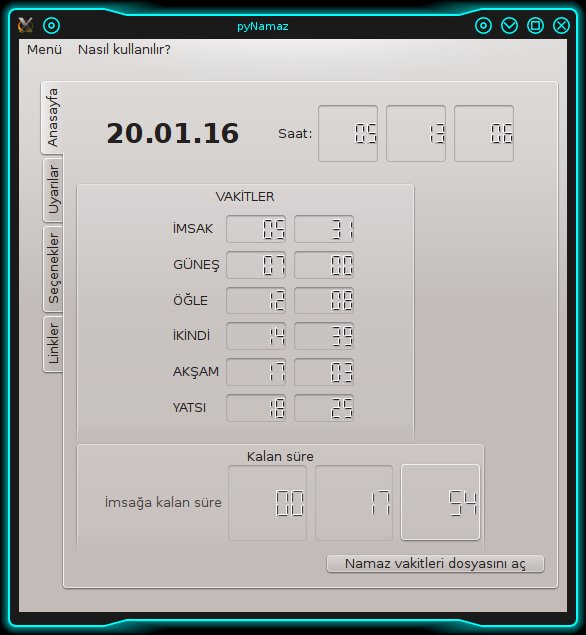 pyNamaz
Menü Nasıl kullanılır?
Anasayfa
Uyarılar
Seçenekler
Linkler
20.01.16 Saat: 05 13 06
VAKİTLER
İMSAK 05 31
GÜNEŞ 07 00
ÖĞLE 12 08
İKİNDİ 14 39
AKŞAM 17 03
YATSI 18 25
Kalan süre
İmsağa kalan süre 00 17 54
Namaz vakitleri dosyasını aç